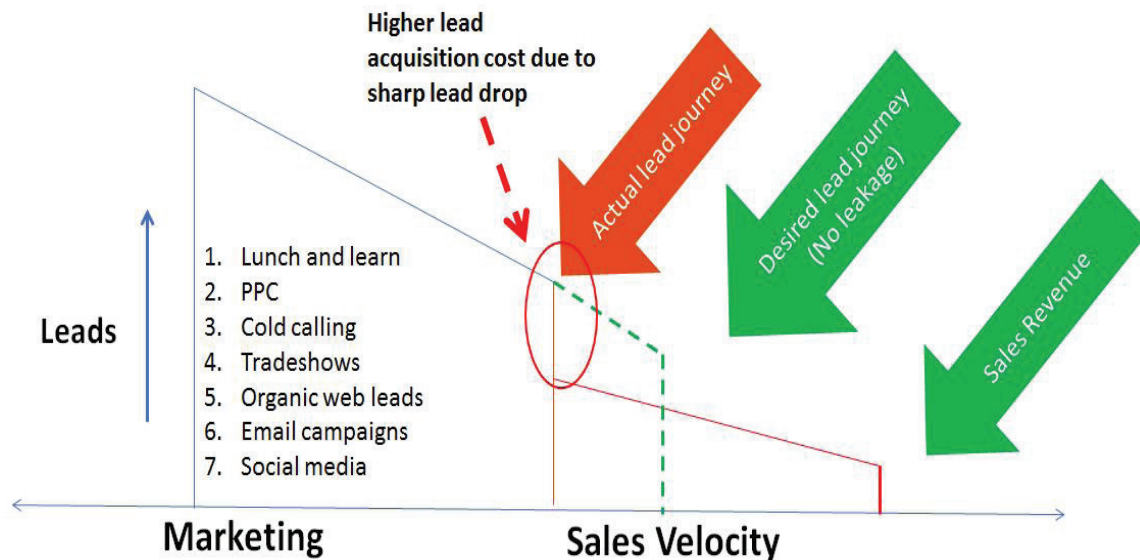 Higher lead
acquisition cost due to
sharp lead drop
Actual lead journey
Desired lead journey
(No leakage)
Sales Revenue
Leads
1. Lunch and learn
2. PPC
3. Cold calling
4. Tradeshows
5. Organic web leads
6. Email campaigns
7. Social media
Marketing
Sales Velocity